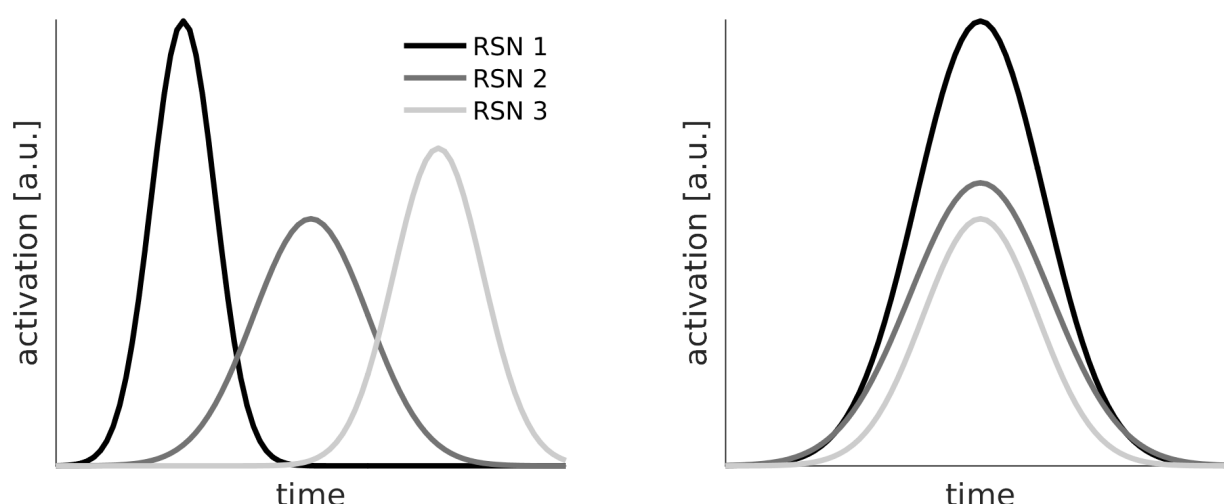 RSN 1
RSN 2
RSN 3
activation [a.u.]
time
activation [a.u.]
time